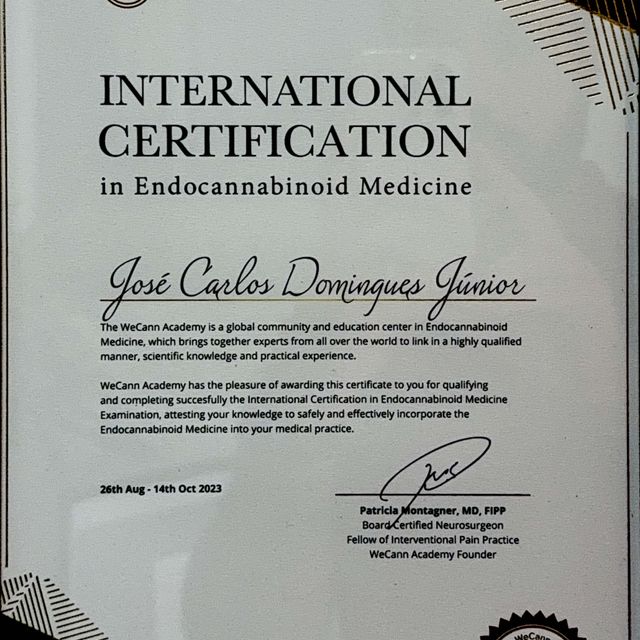 INTERNATIONAL
CERTIFICATION
in Endocannabinoid Medicine
José Carlos Domingues Júnior
The WeCann Academy is a global community and education center in Endocannabinoid
Medicine, which brings together experts from all over the world to link in a highly qualified
manner, scientific knowledge and practical experience.
WeCann Academy has the pleasure of awarding this certificate to you for qualifying
and completing succesfully the International Certification in Endocannabinoid Medicine
Examination, attesting your knowledge to safely and effectively incorporate the
Endocannabinoid Medicine into your medical practice.
26th Aug - 14th Oct 2023
Patricia Montagner, MD, FIPP
Board Certified Neurosurgeon
Fellow of Interventional Pain Practice
WeCann Academy Founder
WeCann